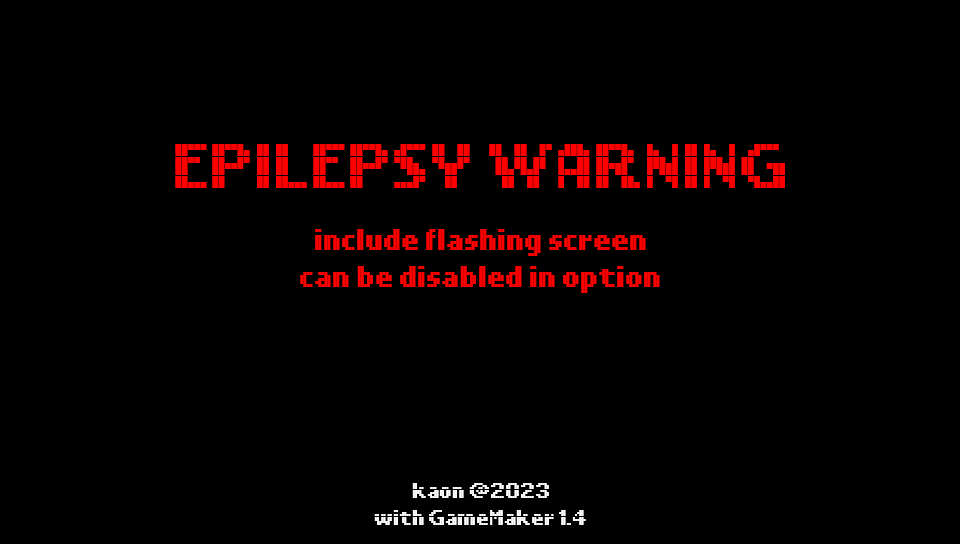 EPILEPSY WARNING
include flashing screen
can be disabled in option
kaon @2023
with GameMaker 1.4